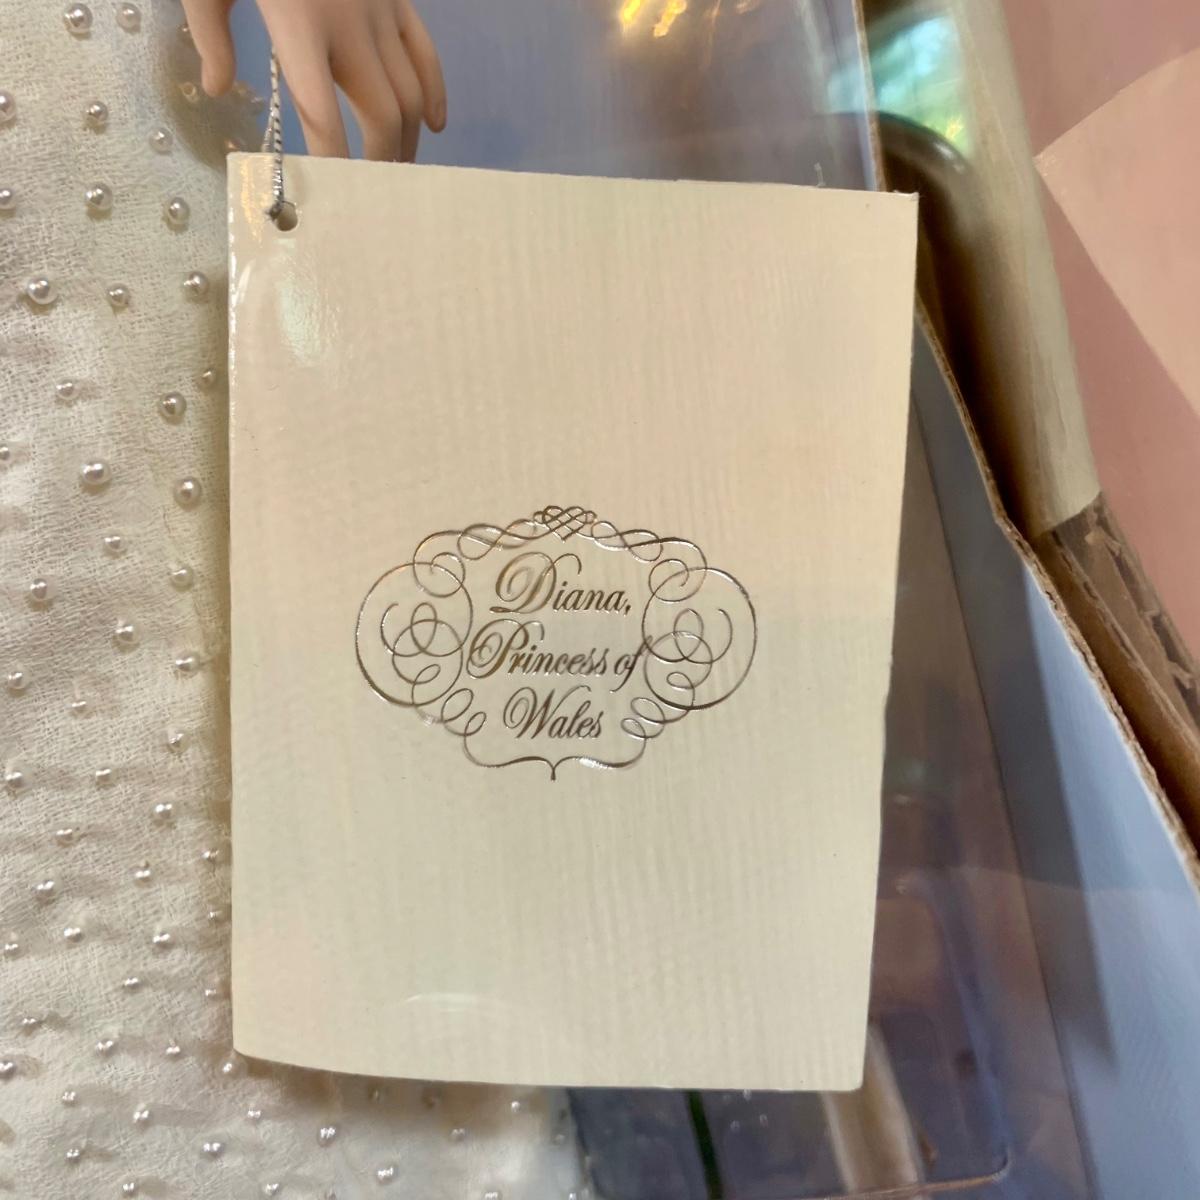 Diana,
Princess of
Wales